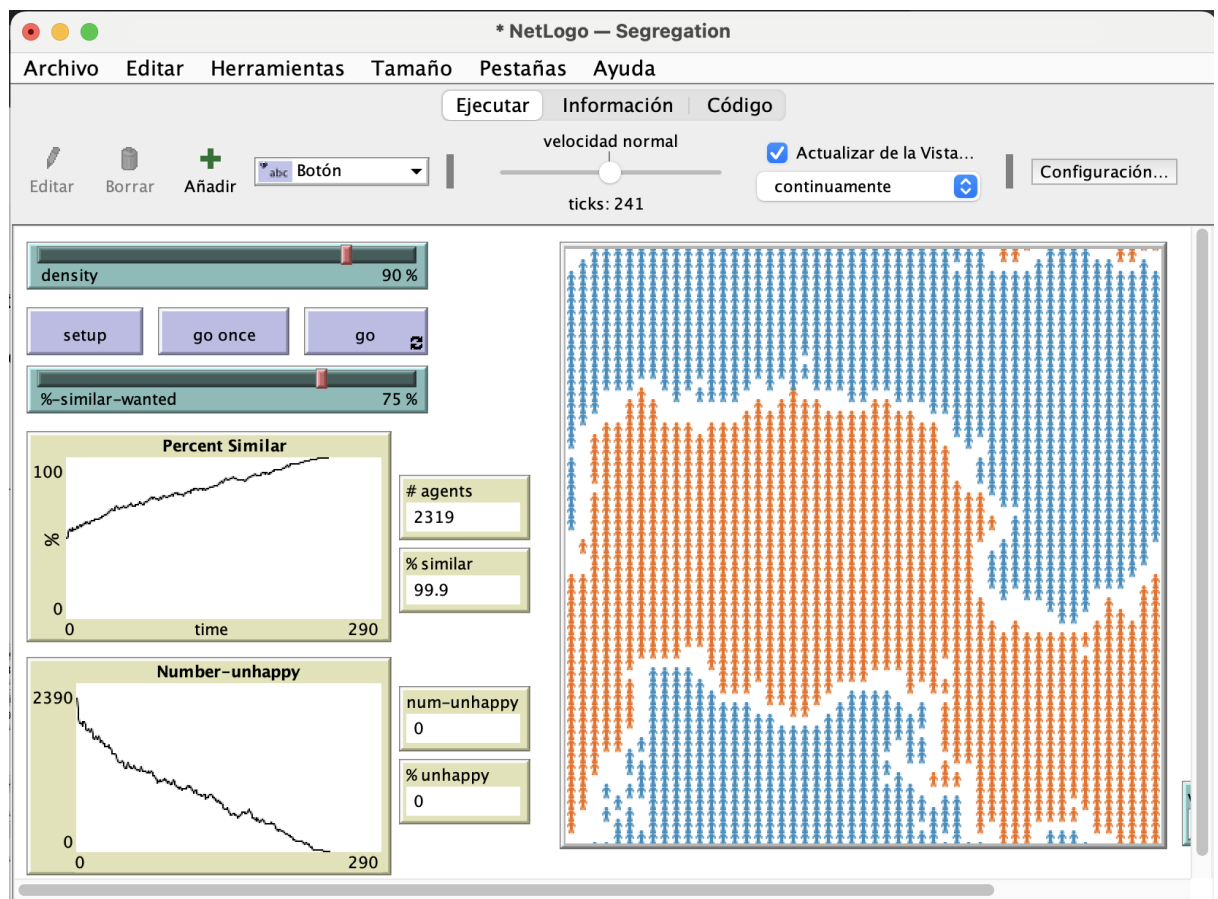 * NetLogo — Segregation
Archivo Editar Herramientas Tamaño Pestañas Ayuda
Ejecutar Información Código
Editar Borrar Añadir abc Botón velocidad normal ticks: 241 Actualizar de la Vista... continuamente Configuración...
density 90 %
setup go once go
%-similar-wanted 75 %
Percent Similar
100
%
0
0 time 290
# agents
2319
% similar
99.9
Number-unhappy
2390
0
0 290
num-unhappy
0
% unhappy
0